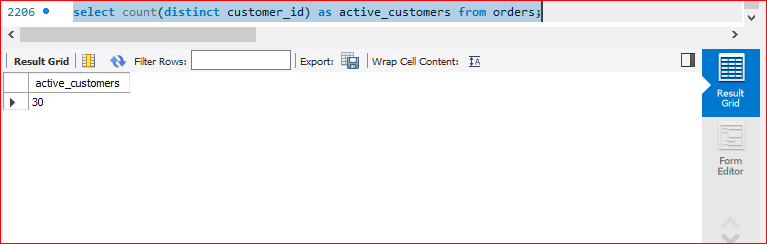 2206 select count(distinct customer_id) as active_customers from orders;
Result Grid Filter Rows: Export: Wrap Cell Content: IA
active_customers
30
Result
Grid
Form
Editor